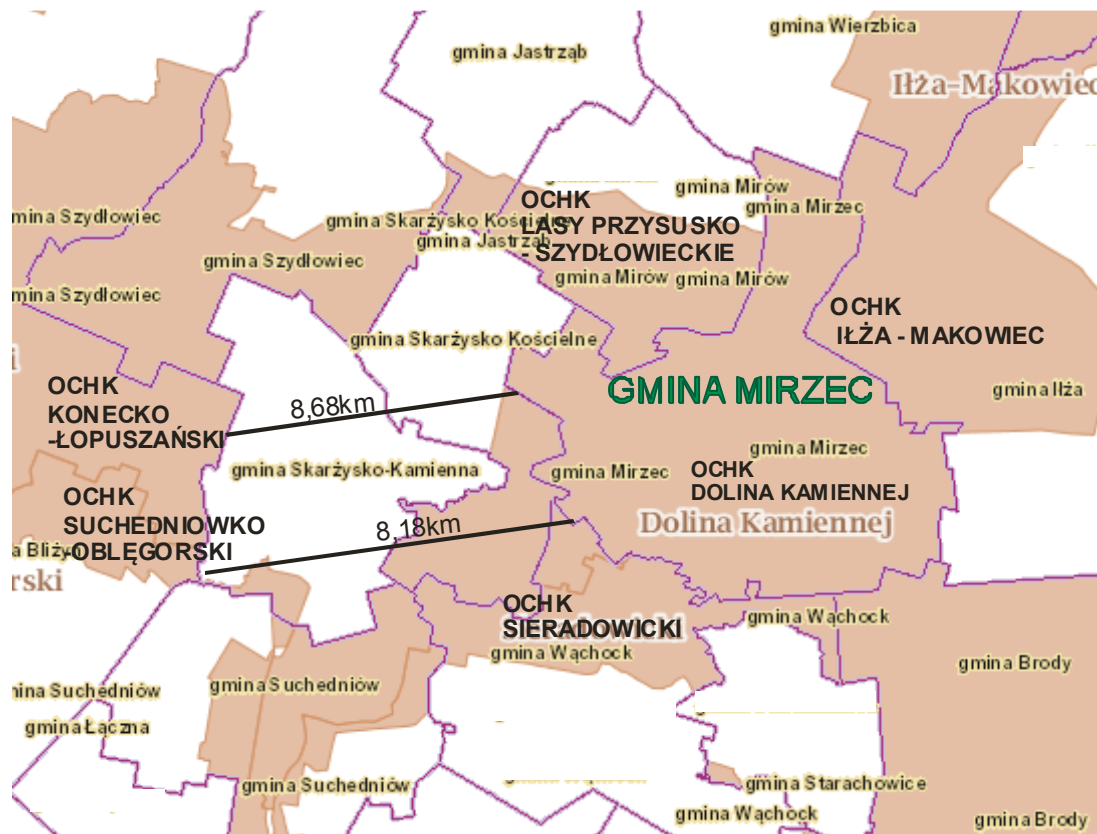 gmina Wierzbica
gmina Jastrząb
Iłża-Makowiec
gmina Mirów
gmina Mirzec
OCHK
LASY PRZYSUSKO
- SZYDŁOWIECKIE
mina Szydłowiec
gmina Skarżysko Kościelne
gmina Jastrząb
gmina Szydłowiec
gmina Mirów
gmina Mirów
mina Szydłowiec
OCHK
IŁŻA - MAKOWIEC
gmina Skarżysko Kościelne
GMINA MIRZEC
gmina Iłża
OCHK
KONECKO
-ŁOPUSZAŃSKI
8,68km
gmina Mirzec
gmina Skarżysko-Kamienna
gmina Mirzec
OCHK
DOLINA KAMIENNEJ
Dolina Kamiennej
OCHK
SUCHEDNIOWKO
-OBLĘGORSKI
a Bliżyn
rski
8,18km
OCHK
SIERADOWICKI
gmina Wąchock
gmina Wąchock
gmina Brody
mina Suchedniów
gmina Suchedniów
gmina Łączna
gmina Suchedniów
gmina Starachowice
gmina Wąchock
gmina Brody